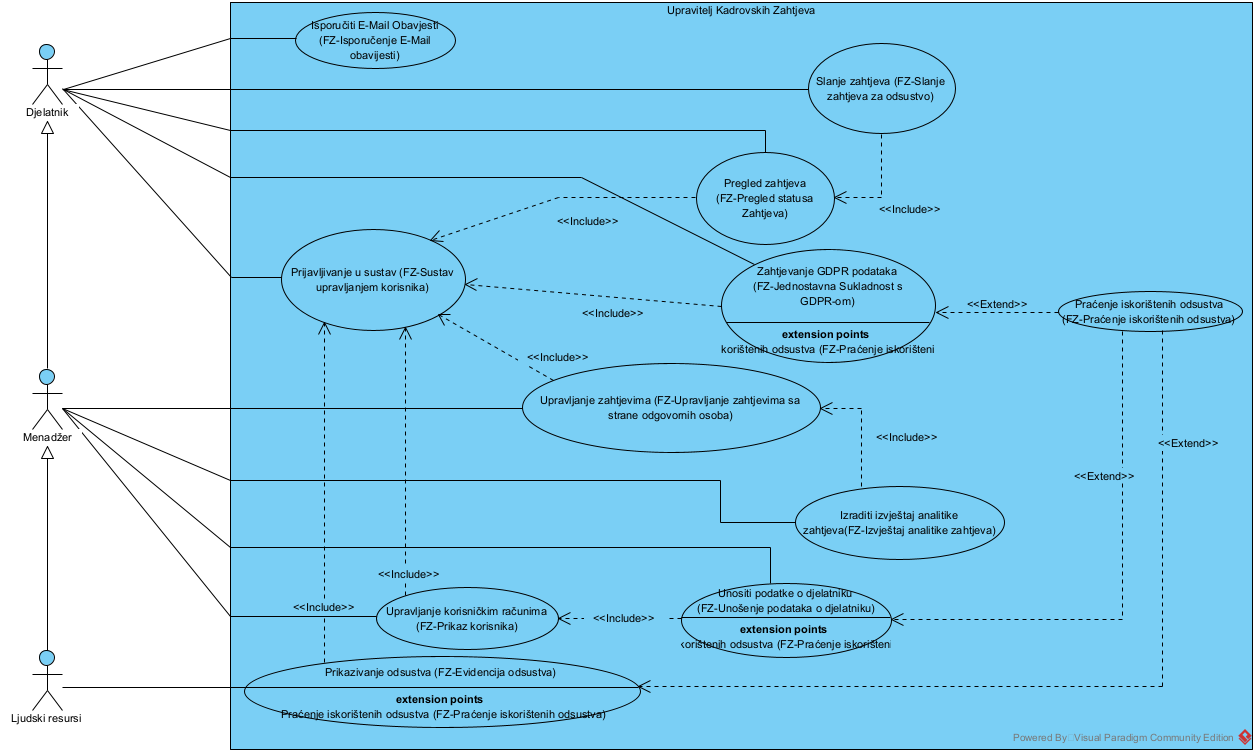 Upravitelj Kadrovskih Zahtjeva
Isporučiti E-Mail Obavjesti
(FZ-Isporučenje E-Mail
obavijesti)
Djelatnik
Slanje zahtjeva (FZ-Slanje
zahtjeva za odsustvo)
Pregled zahtjeva
(FZ-Pregled statusa
Zahtjeva)
<<Include>>
<<Include>>
Prijavljivanje u sustav (FZ-Sustav
upravljanjem korisnika)
Zahtjevanje GDPR podataka
(FZ-Jednostavna Sukladnost s
GDPR-om)
extension points
korištenih odsustva (FZ-Praćenje iskorišteni
<<Include>>
<<Extend>>
Praćenje iskorištenih odsustva
(FZ-Praćenje iskorištenih odsustva)
<<Include>>
Menadžer
Upravljanje zahtjevima (FZ-Upravljanje zahtjevima sa
strane odgovornih osoba)
<<Include>>
<<Extend>>
<<Extend>>
Izraditi izvještaj analitike
zahtjeva(FZ-Izvještaj analitike zahtjeva)
<<Include>>
<<Include>>
Upravljanje korisničkim računima
(FZ-Prikaz korisnika)
<<Include>>
Unositi podatke o djelatniku
(FZ-Unošenje podataka o djelatniku)
extension points
korištenih odsustva (FZ-Praćenje iskorišteni
Ljudski resursi
Prikazivanje odsustva (FZ-Evidencija odsustva)
extension points
Praćenje iskorištenih odsustva (FZ-Praćenje iskorištenih odsustva)
Powered By Visual Paradigm Community Edition